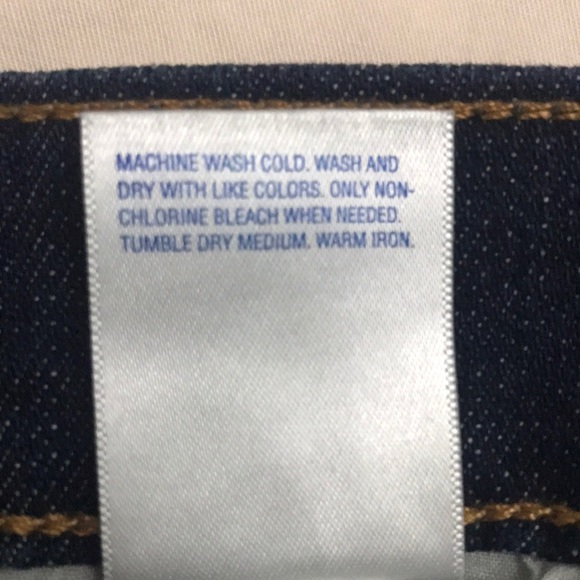 MACHINE WASH COLD. WASH AND
DRY WITH LIKE COLORS. ONLY NON-
CHLORINE BLEACH WHEN NEEDED.
TUMBLE DRY MEDIUM. WARM IRON.